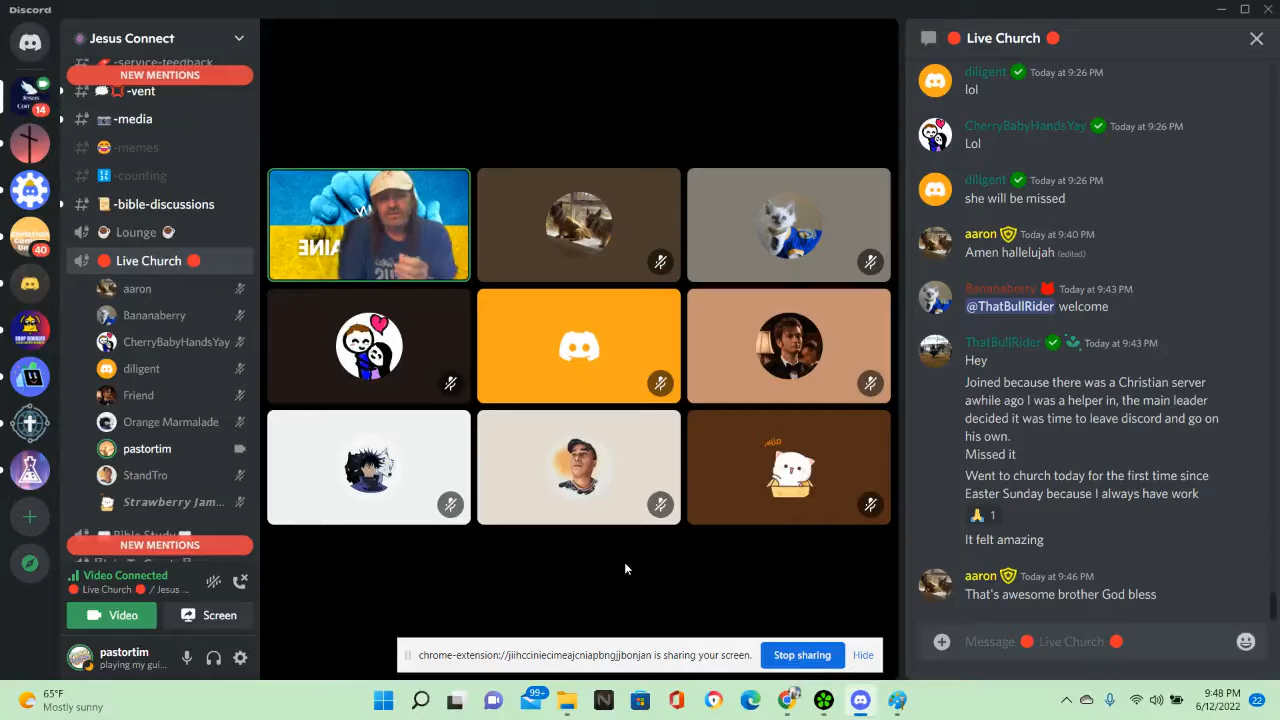 Discord
Jesus Connect
-service-feedback
NEW MENTIONS
-vent
-media
-memes
-counting
-bible-discussions
Lounge
Live Church
aaron
Bananaberry
CherryBabyHandsYay
diligent
Friend
Orange Marmalade
pastortim
StandTro
Strawberry Jam...
Bible Study
NEW MENTIONS
Video Connected
Live Church / Jesus ...
Video
Screen
pastortim
playing my gui...
14
40
hello
chrome-extension://jiihcciniecimeajcniapbngjjbonjan is sharing your screen.
Stop sharing
Hide
Live Church
diligent Today at 9:26 PM
lol
CherryBabyHandsYay Today at 9:26 PM
Lol
diligent Today at 9:26 PM
she will be missed
aaron Today at 9:40 PM
Amen hallelujah (edited)
Bananaberry Today at 9:43 PM
@ThatBullRider welcome
ThatBullRider Today at 9:43 PM
Hey
Joined because there was a Christian server
awhile ago I was a helper in, the main leader
decided it was time to leave discord and go on
his own.
Missed it
Went to church today for the first time since
Easter Sunday because I always have work
1
It felt amazing
aaron Today at 9:46 PM
That's awesome brother God bless
Message Live Church
65°F
Mostly sunny
99+
9:48 PM
6/12/2022
22